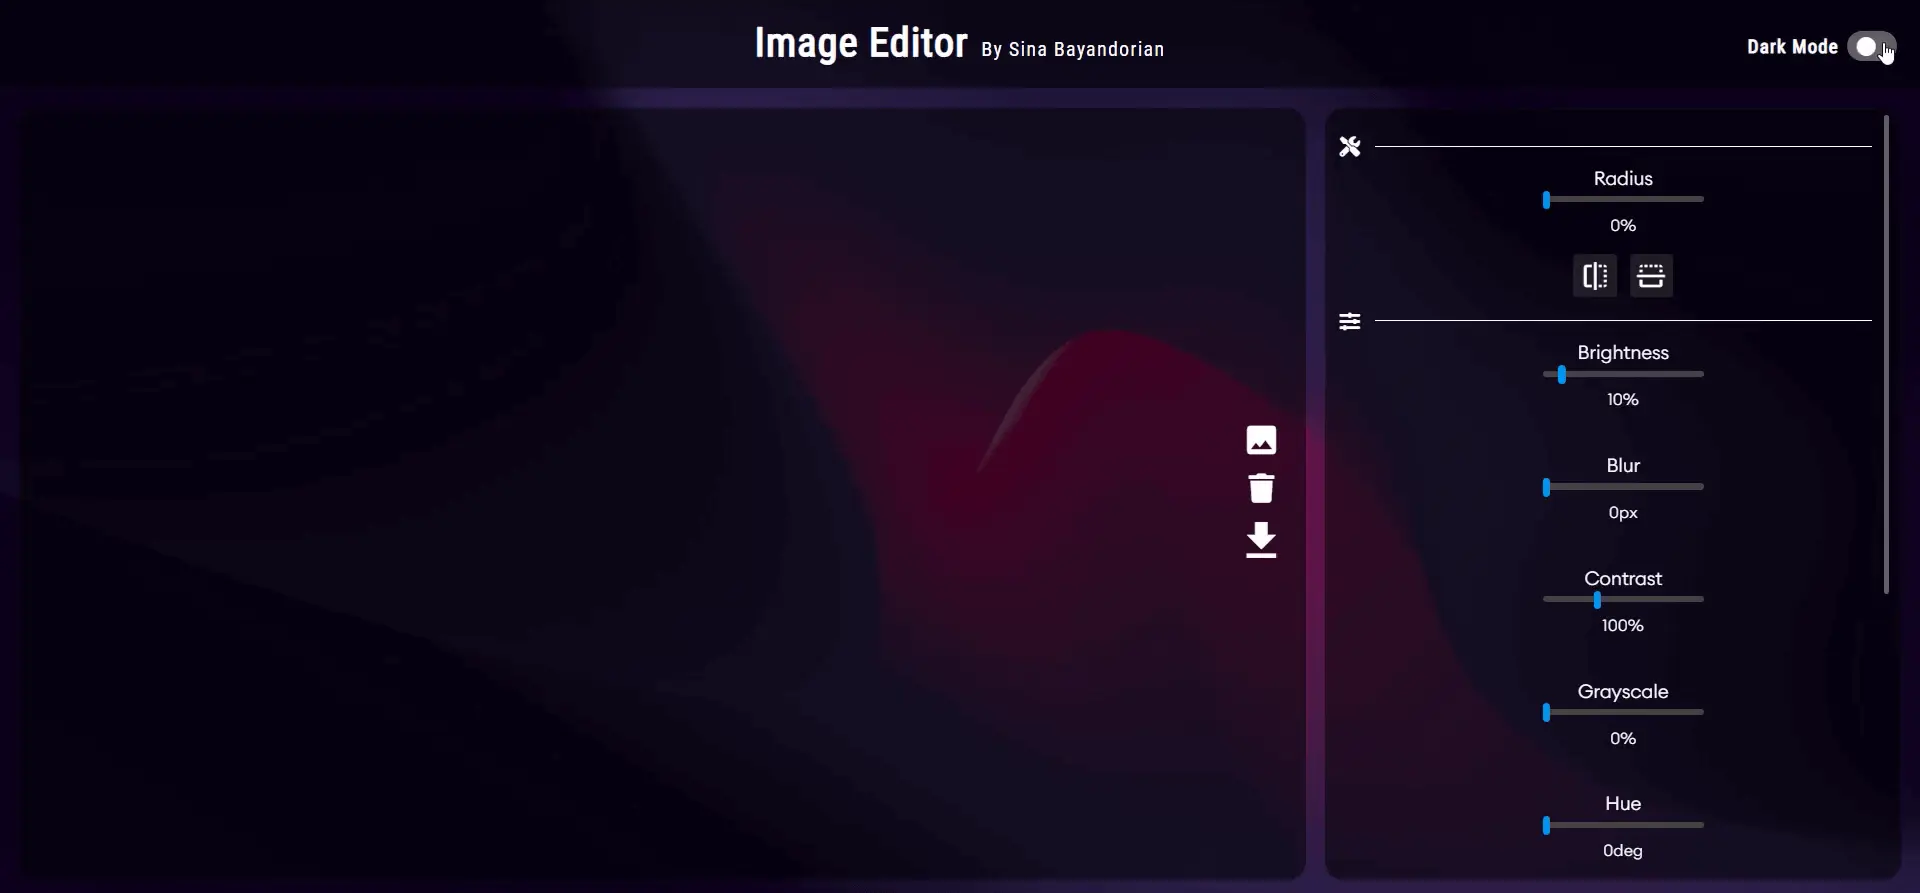 Image Editor By Sina Bayandorian
Dark Mode
Radius
0%
Brightness
10%
Blur
0px
Contrast
100%
Grayscale
0%
Hue
0deg